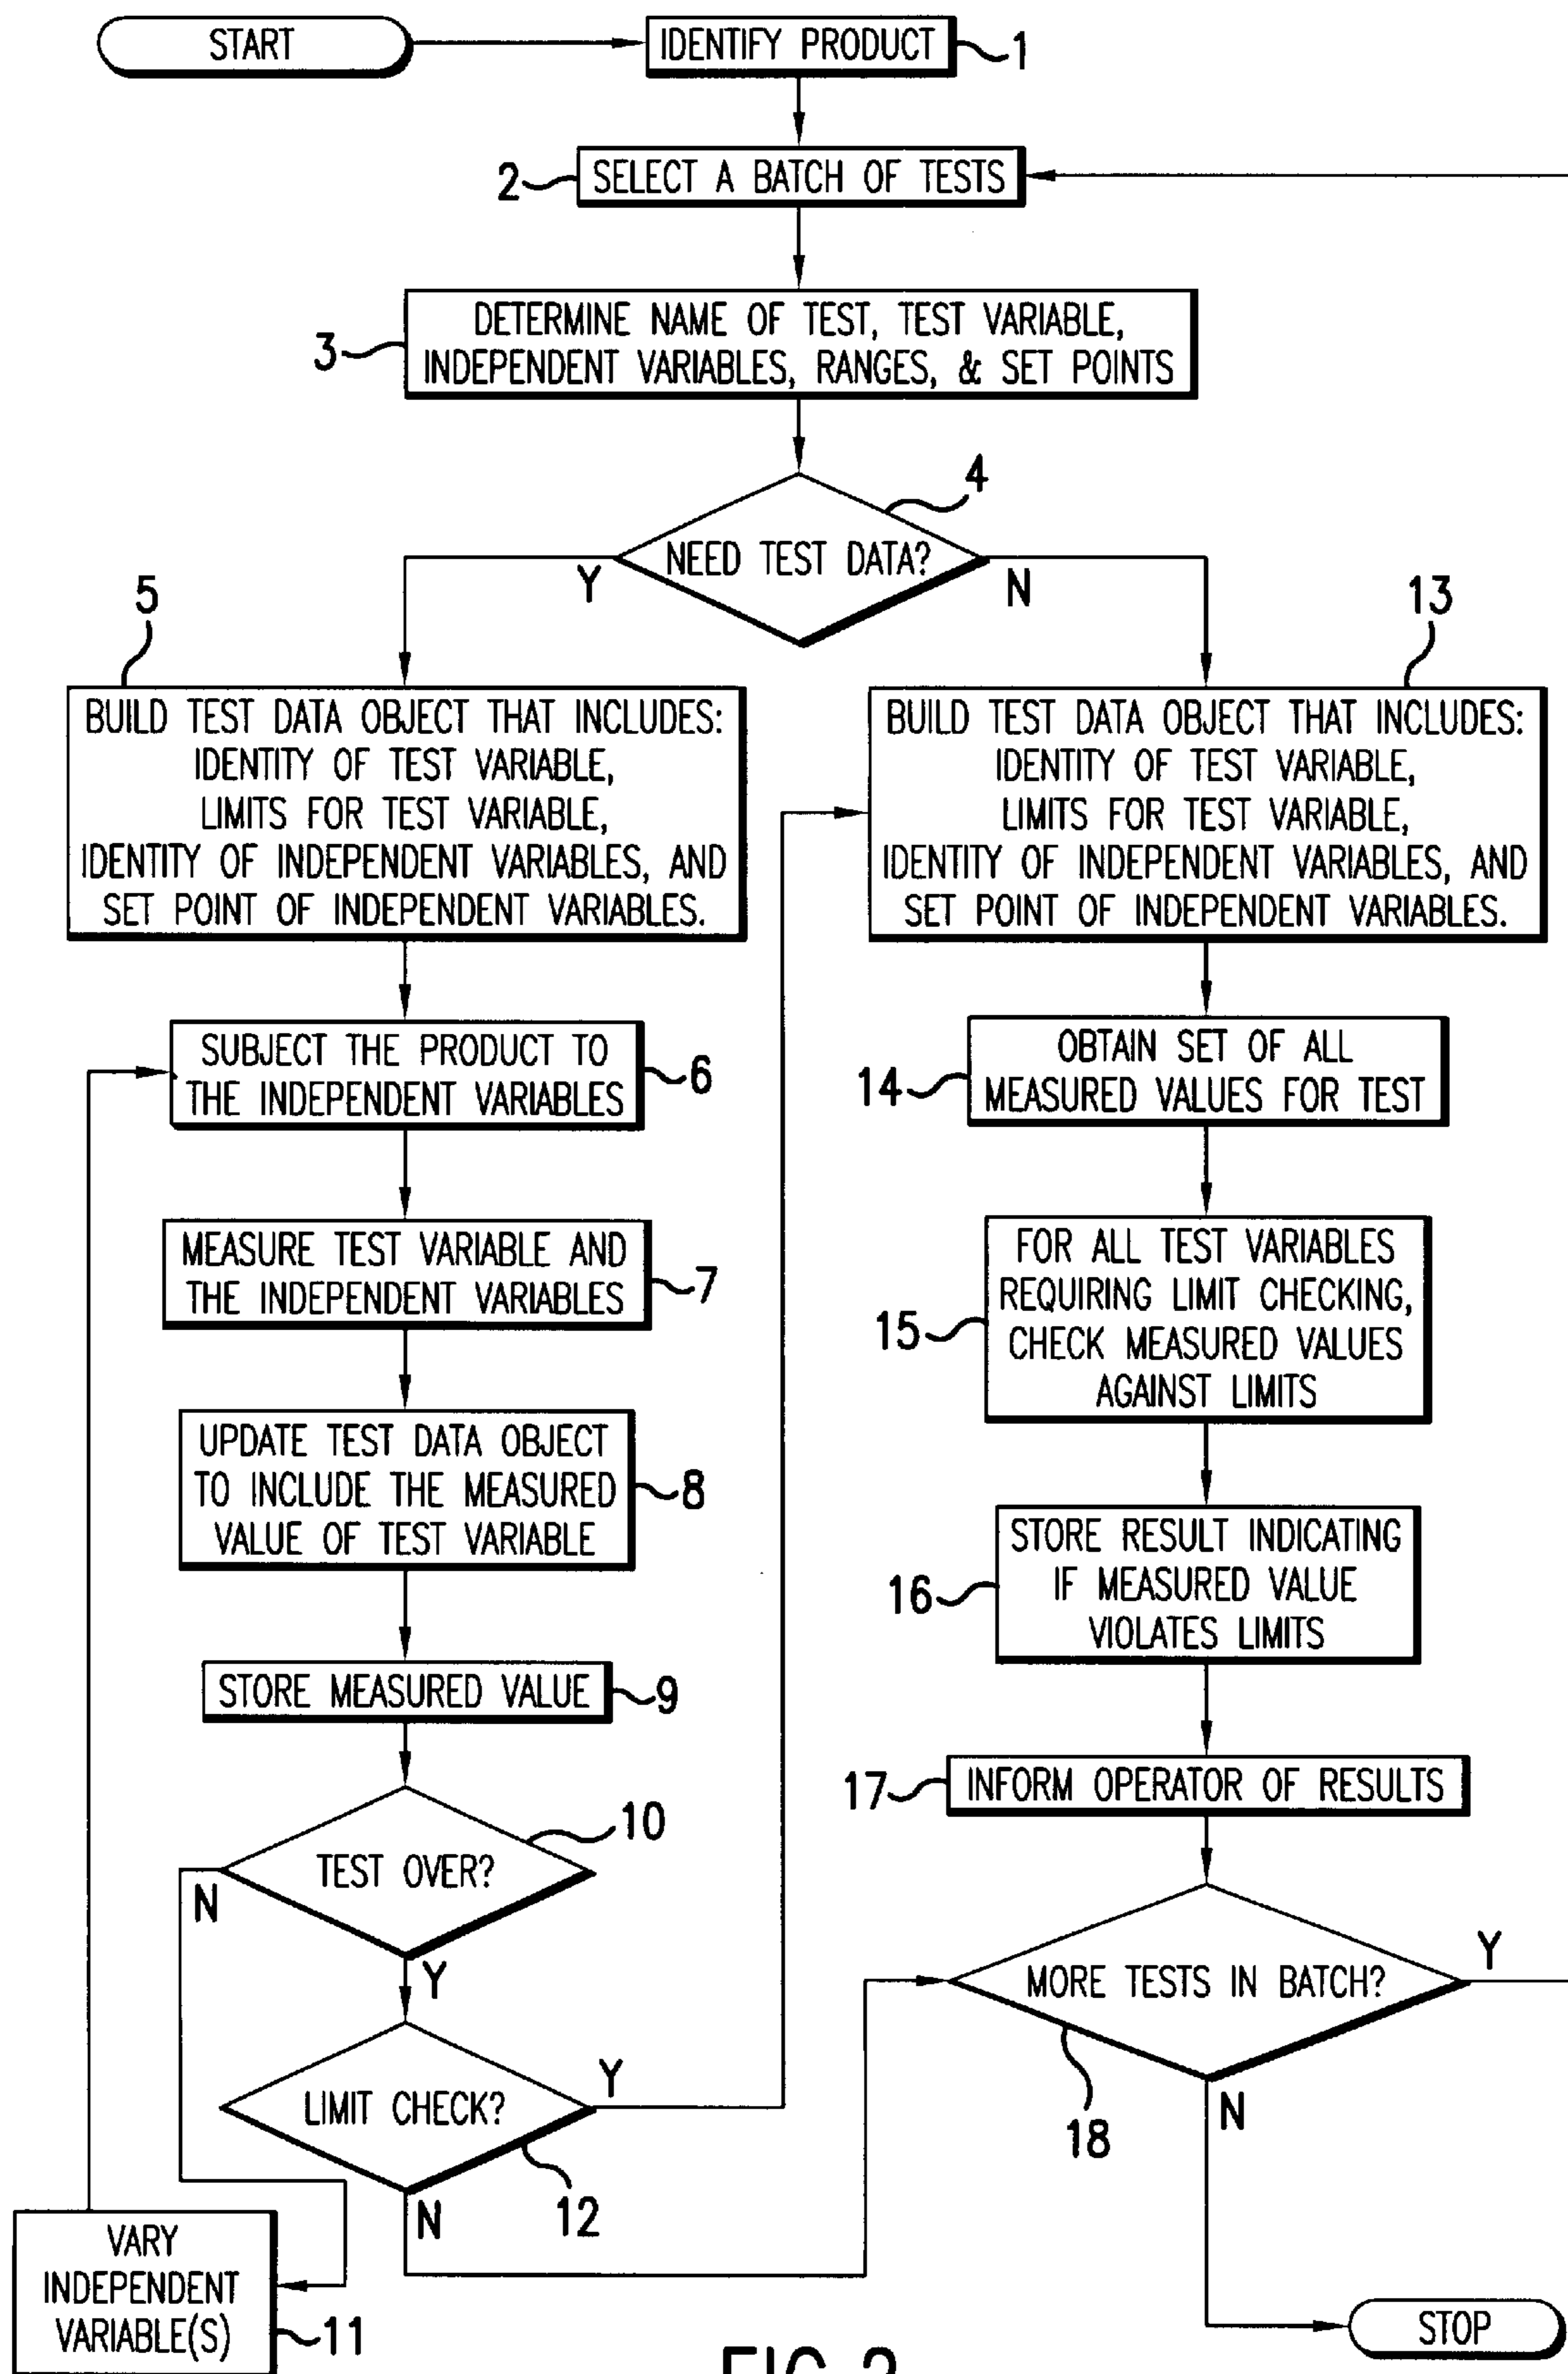 START
IDENTIFY PRODUCT
1
2
SELECT A BATCH OF TESTS
3
DETERMINE NAME OF TEST, TEST VARIABLE,
INDEPENDENT VARIABLES, RANGES, & SET POINTS
4
NEED TEST DATA?
Y
N
5
BUILD TEST DATA OBJECT THAT INCLUDES:
IDENTITY OF TEST VARIABLE,
LIMITS FOR TEST VARIABLE,
IDENTITY OF INDEPENDENT VARIABLES, AND
SET POINT OF INDEPENDENT VARIABLES.
SUBJECT THE PRODUCT TO
THE INDEPENDENT VARIABLES
6
MEASURE TEST VARIABLE AND
THE INDEPENDENT VARIABLES
7
UPDATE TEST DATA OBJECT
TO INCLUDE THE MEASURED
VALUE OF TEST VARIABLE
8
STORE MEASURED VALUE
9
10
TEST OVER?
N
Y
LIMIT CHECK?
Y
12
N
VARY
INDEPENDENT
VARIABLE(S)
11
13
BUILD TEST DATA OBJECT THAT INCLUDES:
IDENTITY OF TEST VARIABLE,
LIMITS FOR TEST VARIABLE,
IDENTITY OF INDEPENDENT VARIABLES, AND
SET POINT OF INDEPENDENT VARIABLES.
14
OBTAIN SET OF ALL
MEASURED VALUES FOR TEST
15
FOR ALL TEST VARIABLES
REQUIRING LIMIT CHECKING,
CHECK MEASURED VALUES
AGAINST LIMITS
16
STORE RESULT INDICATING
IF MEASURED VALUE
VIOLATES LIMITS
17
INFORM OPERATOR OF RESULTS
MORE TESTS IN BATCH?
Y
18
N
STOP